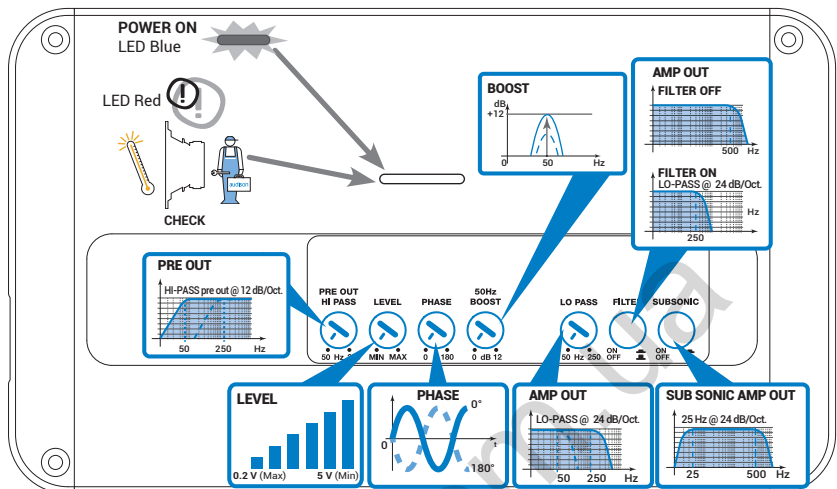 POWER ON
LED Blue
LED Red
CHECK
audison
BOOST
dB
+12
0 50 Hz
AMP OUT
FILTER OFF
500 Hz
FILTER ON
LO-PASS @ 24 dB/Oct.
Hz
250
PRE OUT
HI-PASS pre out @ 12 dB/Oct.
50 250 Hz
PRE OUT
HI PASS
LEVEL
PHASE
50Hz
BOOST
LO PASS
FILTER
SUBSONIC
50 Hz
MIN MAX
0 180
0 dB 12
50 Hz 250
ON
OFF
ON
OFF
LEVEL
0.2 V (Max) 5 V (Min)
PHASE
0°
0
t
180°
AMP OUT
LO-PASS @ 24 dB/Oct.
50 250 Hz
SUB SONIC AMP OUT
25 Hz @ 24 dB/Oct.
25 500 Hz